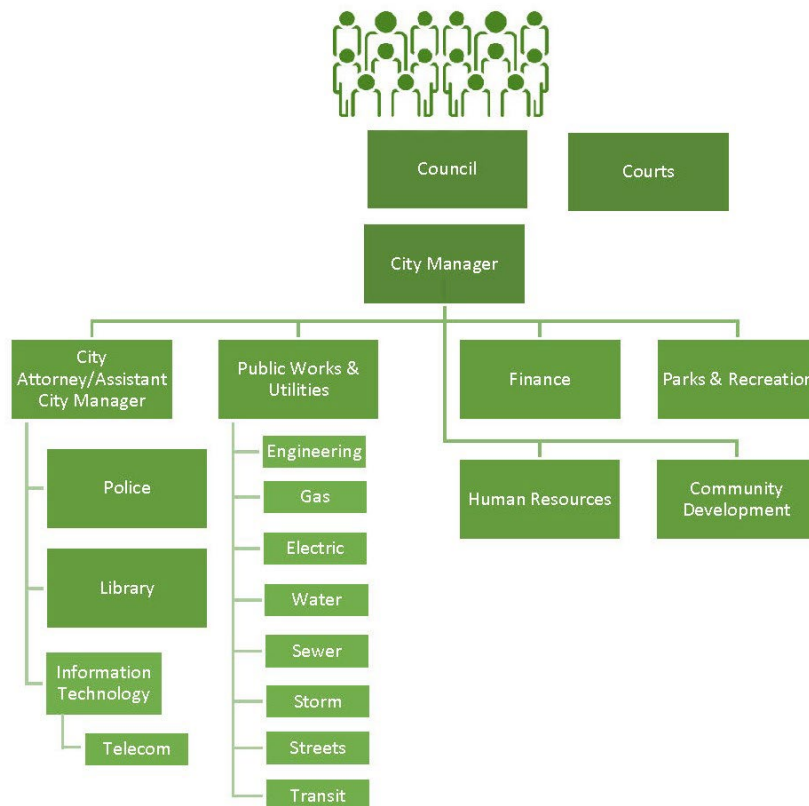 Council
Courts
City Manager
City
Attorney/Assistant
City Manager
Public Works &
Utilities
Finance
Parks & Recreation
Police
Library
Information
Technology
Telecom
Engineering
Gas
Electric
Water
Sewer
Storm
Streets
Transit
Human Resources
Community
Development